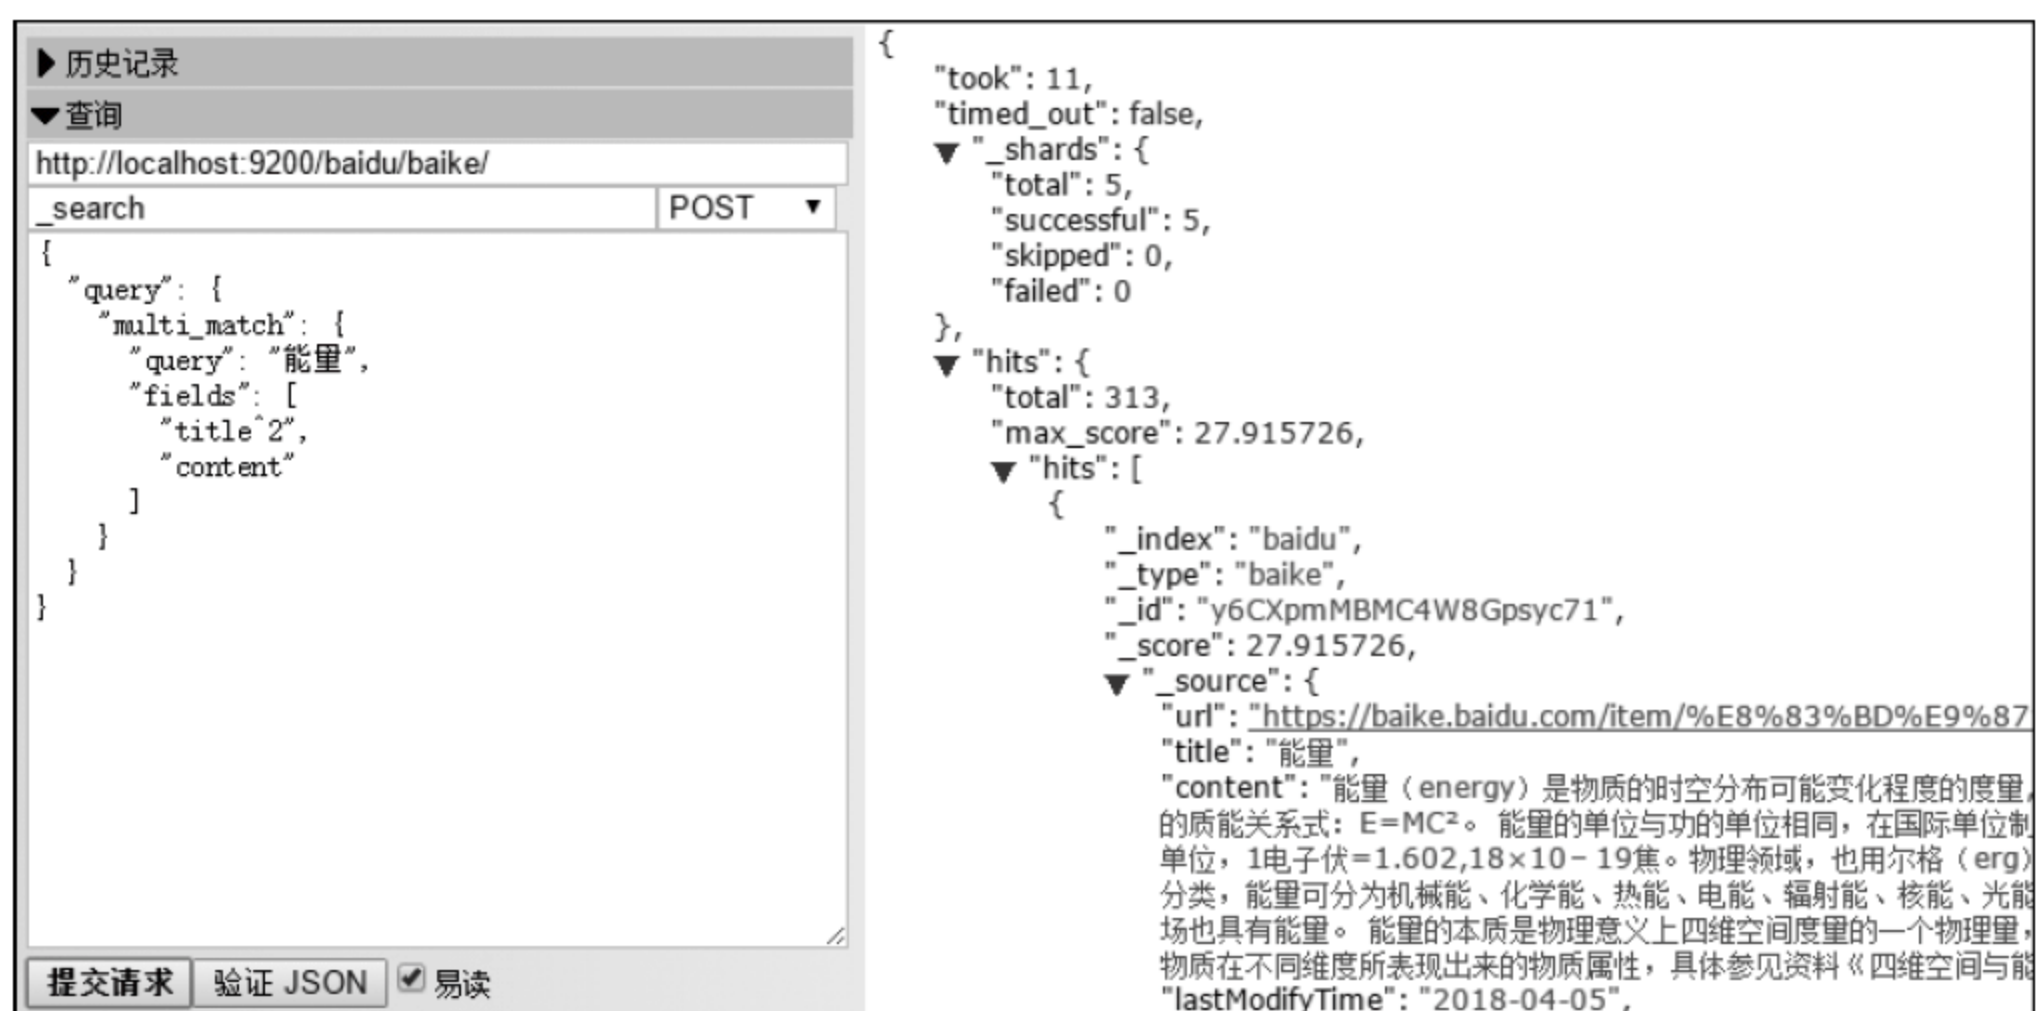 历史记录
查询
http://localhost:9200/baidu/baike/
_search
POST
{
"query": {
"multi_match": {
"query": "能量",
"fields": [
"title^2",
"content"
]
}
}
}
提交请求
验证 JSON
易读
{
"took": 11,
"timed_out": false,
"_shards": {
"total": 5,
"successful": 5,
"skipped": 0,
"failed": 0
},
"hits": {
"total": 313,
"max_score": 27.915726,
"hits": [
{
"_index": "baidu",
"_type": "baike",
"_id": "y6CXpmMBMC4W8Gpsyc71",
"_score": 27.915726,
"_source": {
"url": "https://baike.baidu.com/item/%E8%83%BD%E9%87
"title": "能量",
"content": "能量（energy）是物质的时空分布可能变化程度的度量，
的质能关系式：E=MC²。 能量的单位与功的单位相同，在国际单位制
单位，1电子伏=1.602,18×10－19焦。物理领域，也用尔格（erg）
分类，能量可分为机械能、化学能、热能、电能、辐射能、核能、光能
场也具有能量。 能量的本质是物理意义上四维空间度量的一个物理量，
物质在不同维度所表现出来的物质属性，具体参见资料《四维空间与能
"lastModifyTime": "2018-04-05",